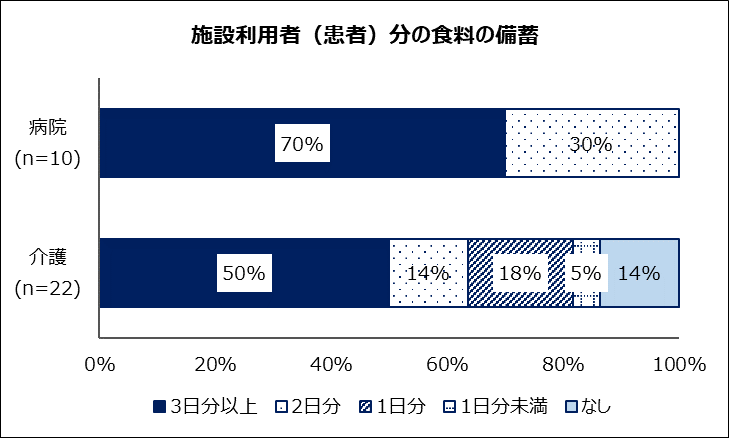 施設利用者（患者）分の食料の備蓄
病院
(n=10)
70% 30%
介護
(n=22)
50% 14% 18% 5% 14%
0% 20% 40% 60% 80% 100%
3日分以上 2日分 1日分 1日分未満 なし